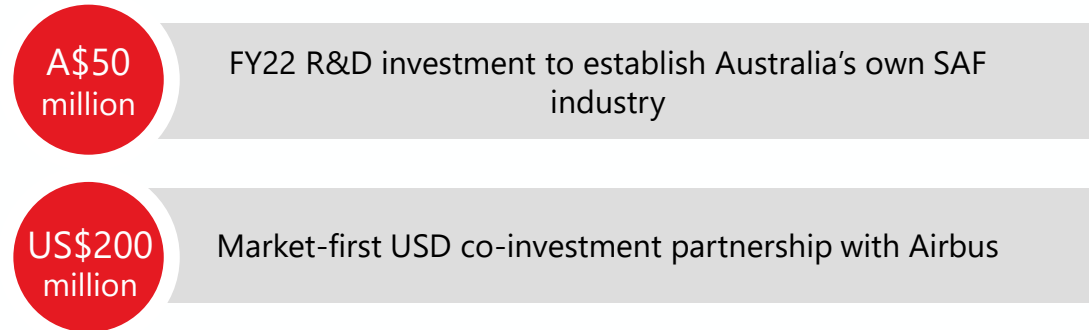 A$50
million
FY22 R&D investment to establish Australia’s own SAF
industry
US$200
million
Market-first USD co-investment partnership with Airbus